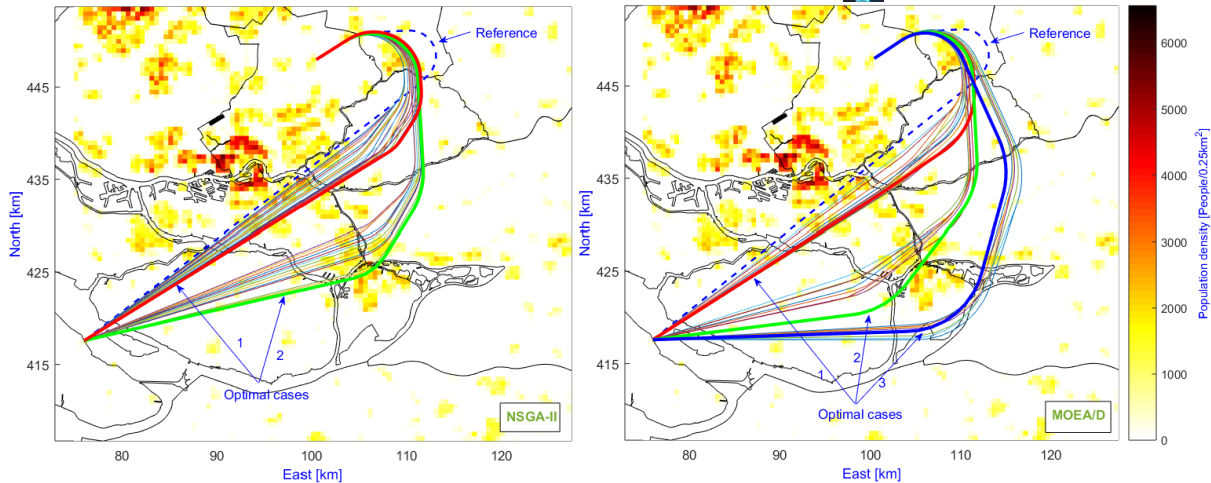 Reference
445
435
425
415
North [km]
1
2
Optimal cases
NSGA-II
80
90
100
110
120
East [km]
Reference
445
435
425
415
North [km]
1
2
3
Optimal cases
MOEA/D
80
90
100
110
120
East [km]
6000
5000
4000
3000
2000
1000
0
Population density [People/0.25km²]